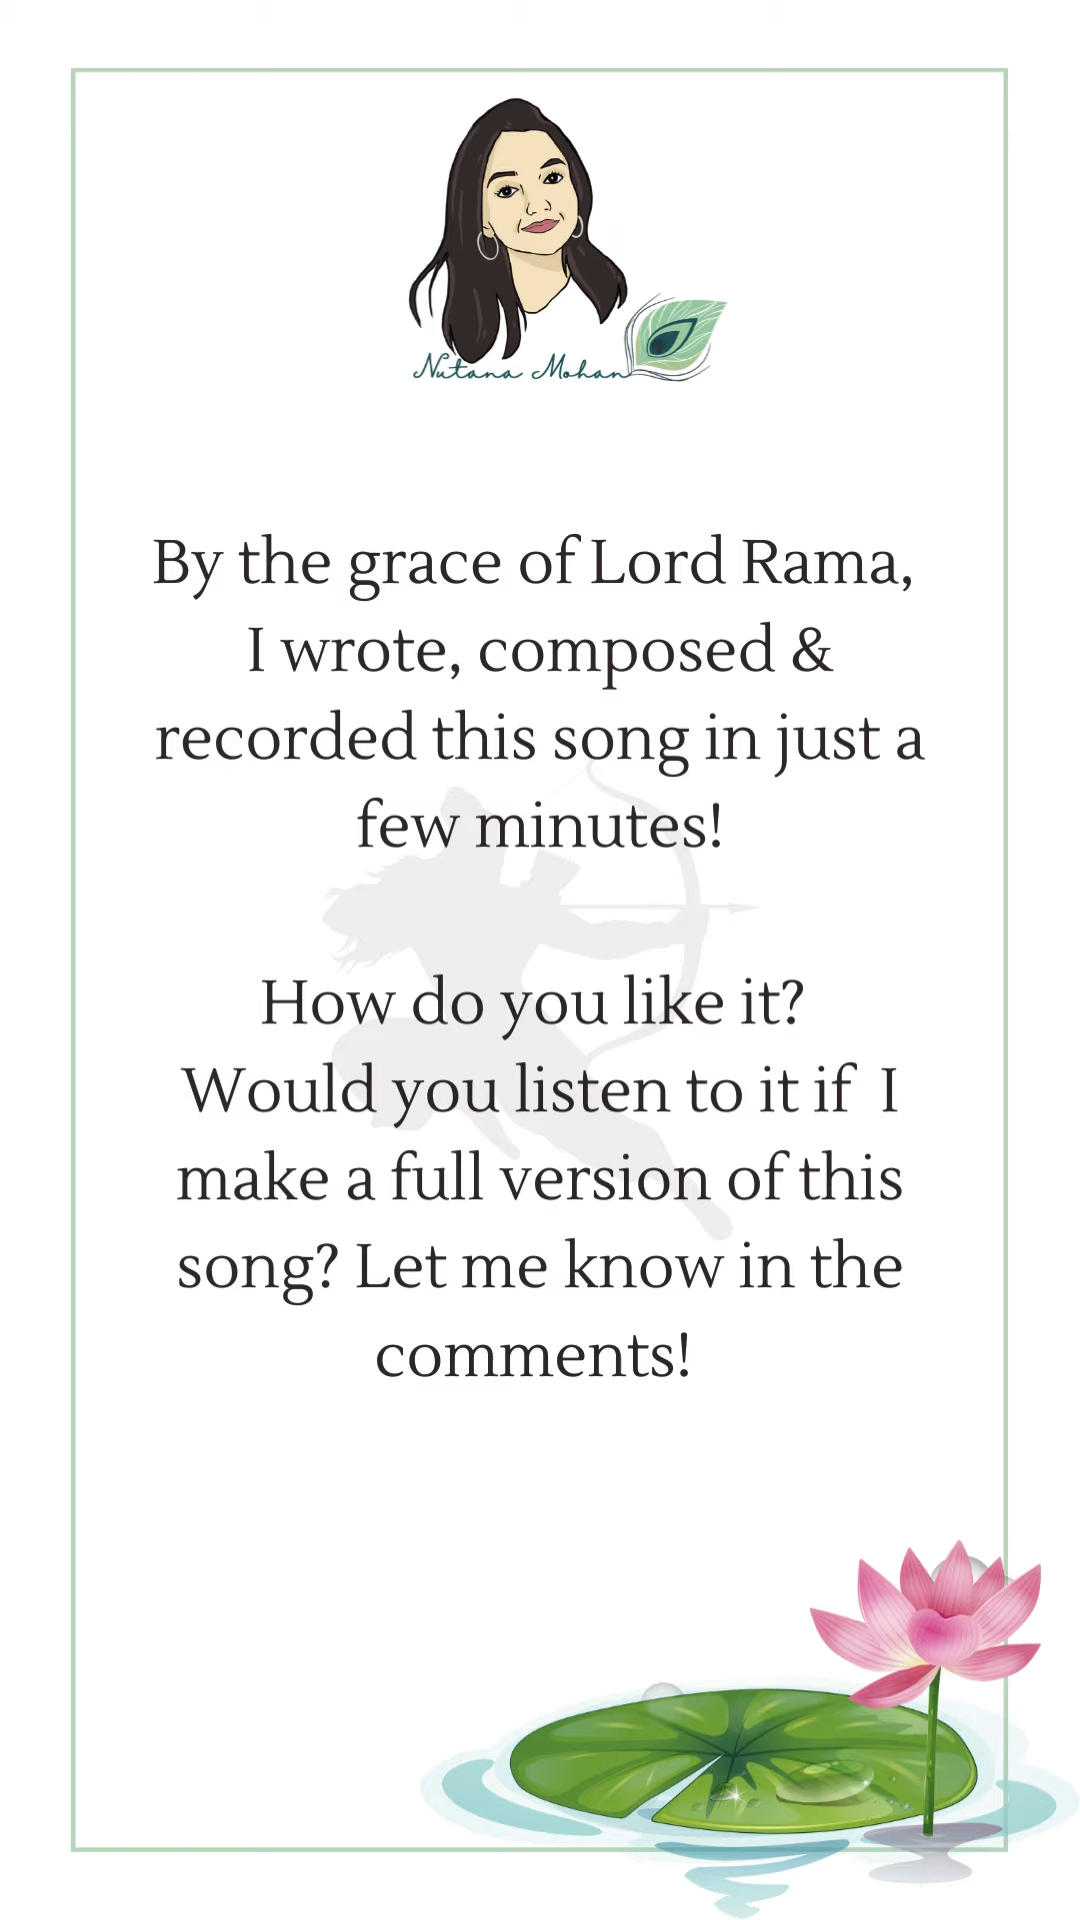 Nutana Mohan
By the grace of Lord Rama,
I wrote, composed &
recorded this song in just a
few minutes!
How do you like it?
Would you listen to it if I
make a full version of this
song? Let me know in the
comments!